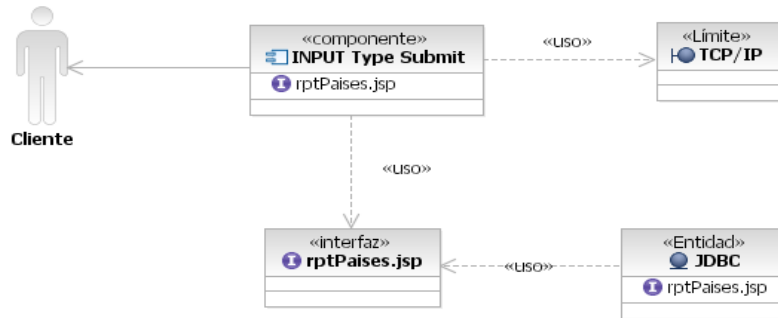 «componente»
INPUT Type Submit
rptPaises.jsp
«uso»
«Límite»
TCP/IP
Cliente
«uso»
«interfaz»
rptPaises.jsp
«uso»
«Entidad»
JDBC
rptPaises.jsp